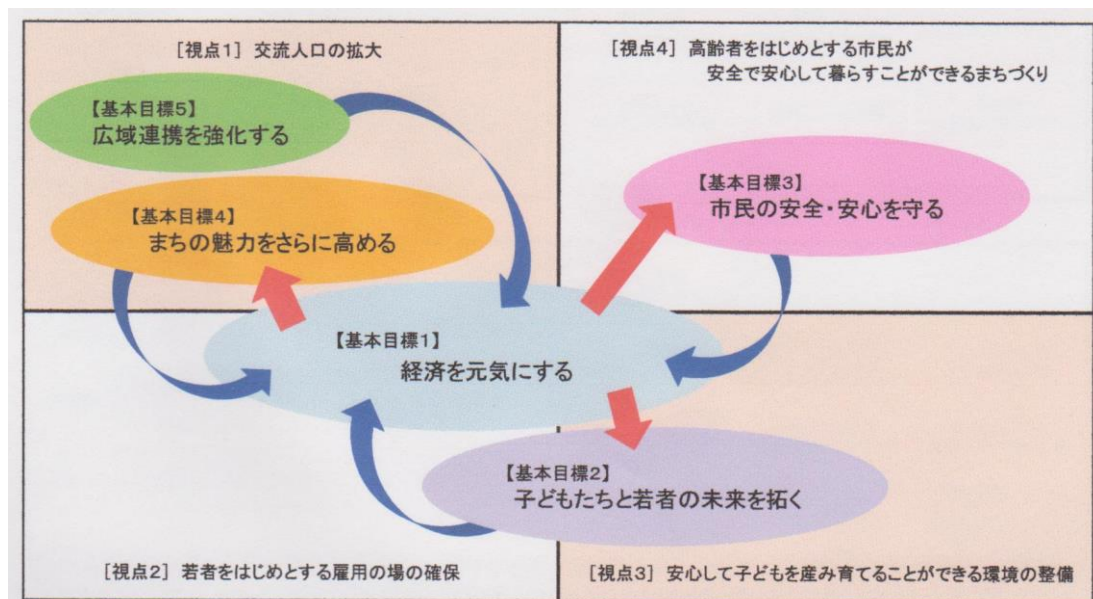 [視点1] 交流人口の拡大
【基本目標5】
広域連携を強化する
【基本目標4】
まちの魅力をさらに高める
[視点4] 高齢者をはじめとする市民が
安全で安心して暮らすことができるまちづくり
【基本目標3】
市民の安全・安心を守る
【基本目標1】
経済を元気にする
【基本目標2】
子どもたちと若者の未来を拓く
[視点2] 若者をはじめとする雇用の場の確保
[視点3] 安心して子どもを産み育てることができる環境の整備